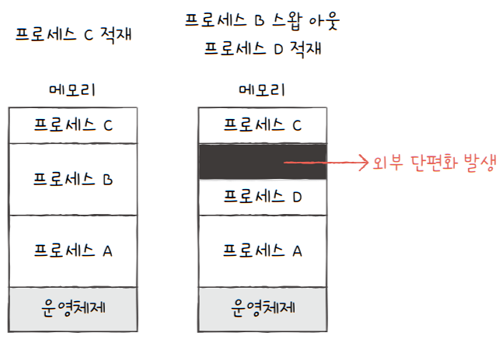 프로세스 C 적재
메모리
프로세스 C
프로세스 B
프로세스 A
운영체제
프로세스 B 스왑 아웃
프로세스 D 적재
메모리
프로세스 C
외부 단편화 발생
프로세스 D
프로세스 A
운영체제